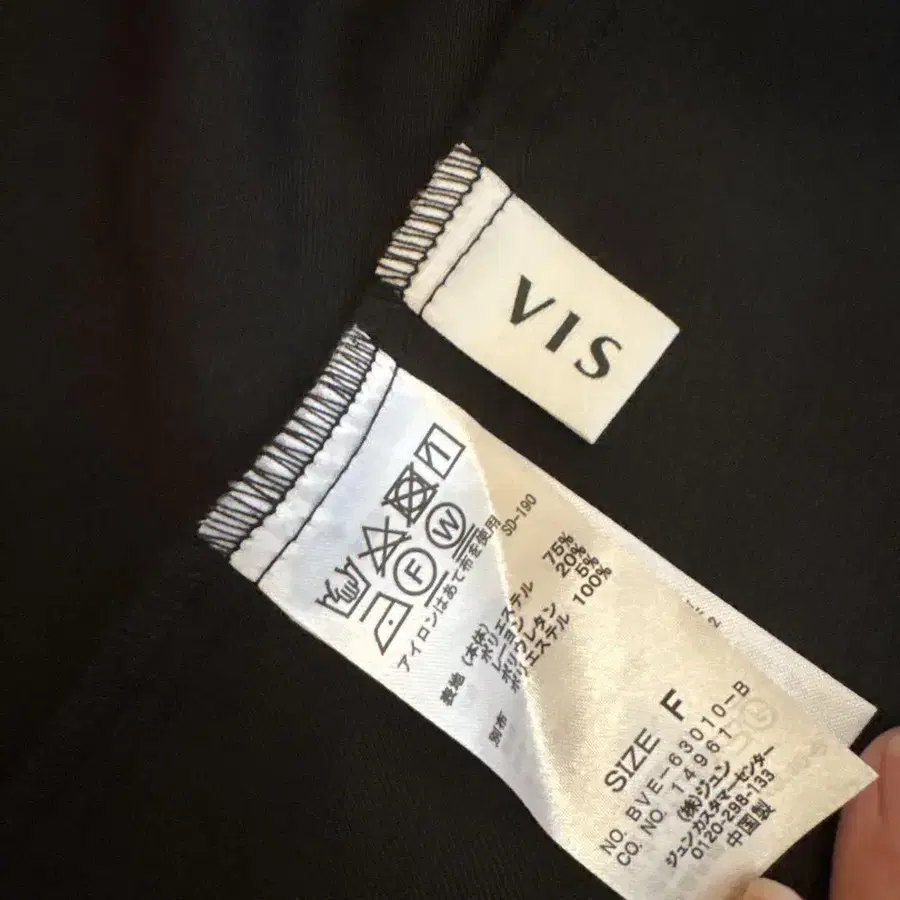 VIS
F
W
アイロンはあて布を使用
SD-190
表地 (本体)
ポリエステル 75%
レーヨン 20%
ポリウレタン 5%
別布 ポリエステル 100%
SIZE F
NO. BVE-63010-B
CO. NO. 14961
(株)ジュン
ジュンカスタマーセンター
0120-298-133
中国製